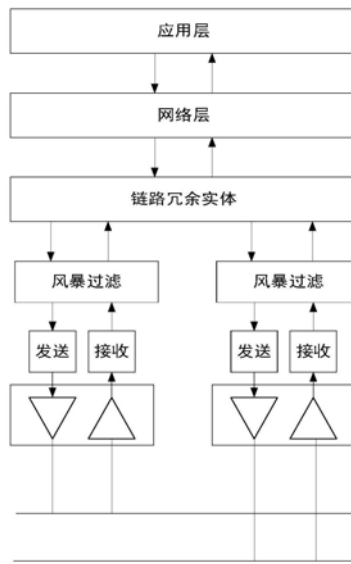 应用层
网络层
链路冗余实体
风暴过滤 风暴过滤
发送 接收 发送 接收